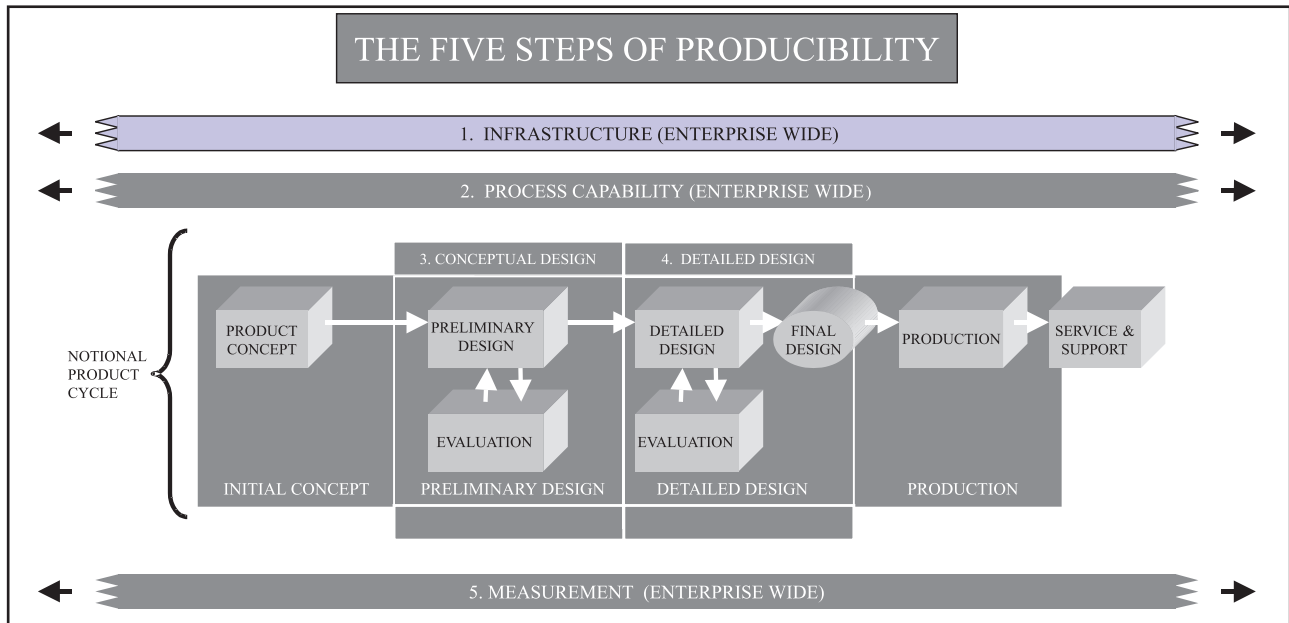 THE FIVE STEPS OF PRODUCIBILITY
1. INFRASTRUCTURE (ENTERPRISE WIDE)
2. PROCESS CAPABILITY (ENTERPRISE WIDE)
3. CONCEPTUAL DESIGN
4. DETAILED DESIGN
NOTIONAL
PRODUCT
CYCLE
PRODUCT
CONCEPT
PRELIMINARY
DESIGN
DETAILED
DESIGN
FINAL
DESIGN
PRODUCTION
SERVICE &
SUPPORT
EVALUATION
EVALUATION
INITIAL CONCEPT
PRELIMINARY DESIGN
DETAILED DESIGN
PRODUCTION
5. MEASUREMENT (ENTERPRISE WIDE)